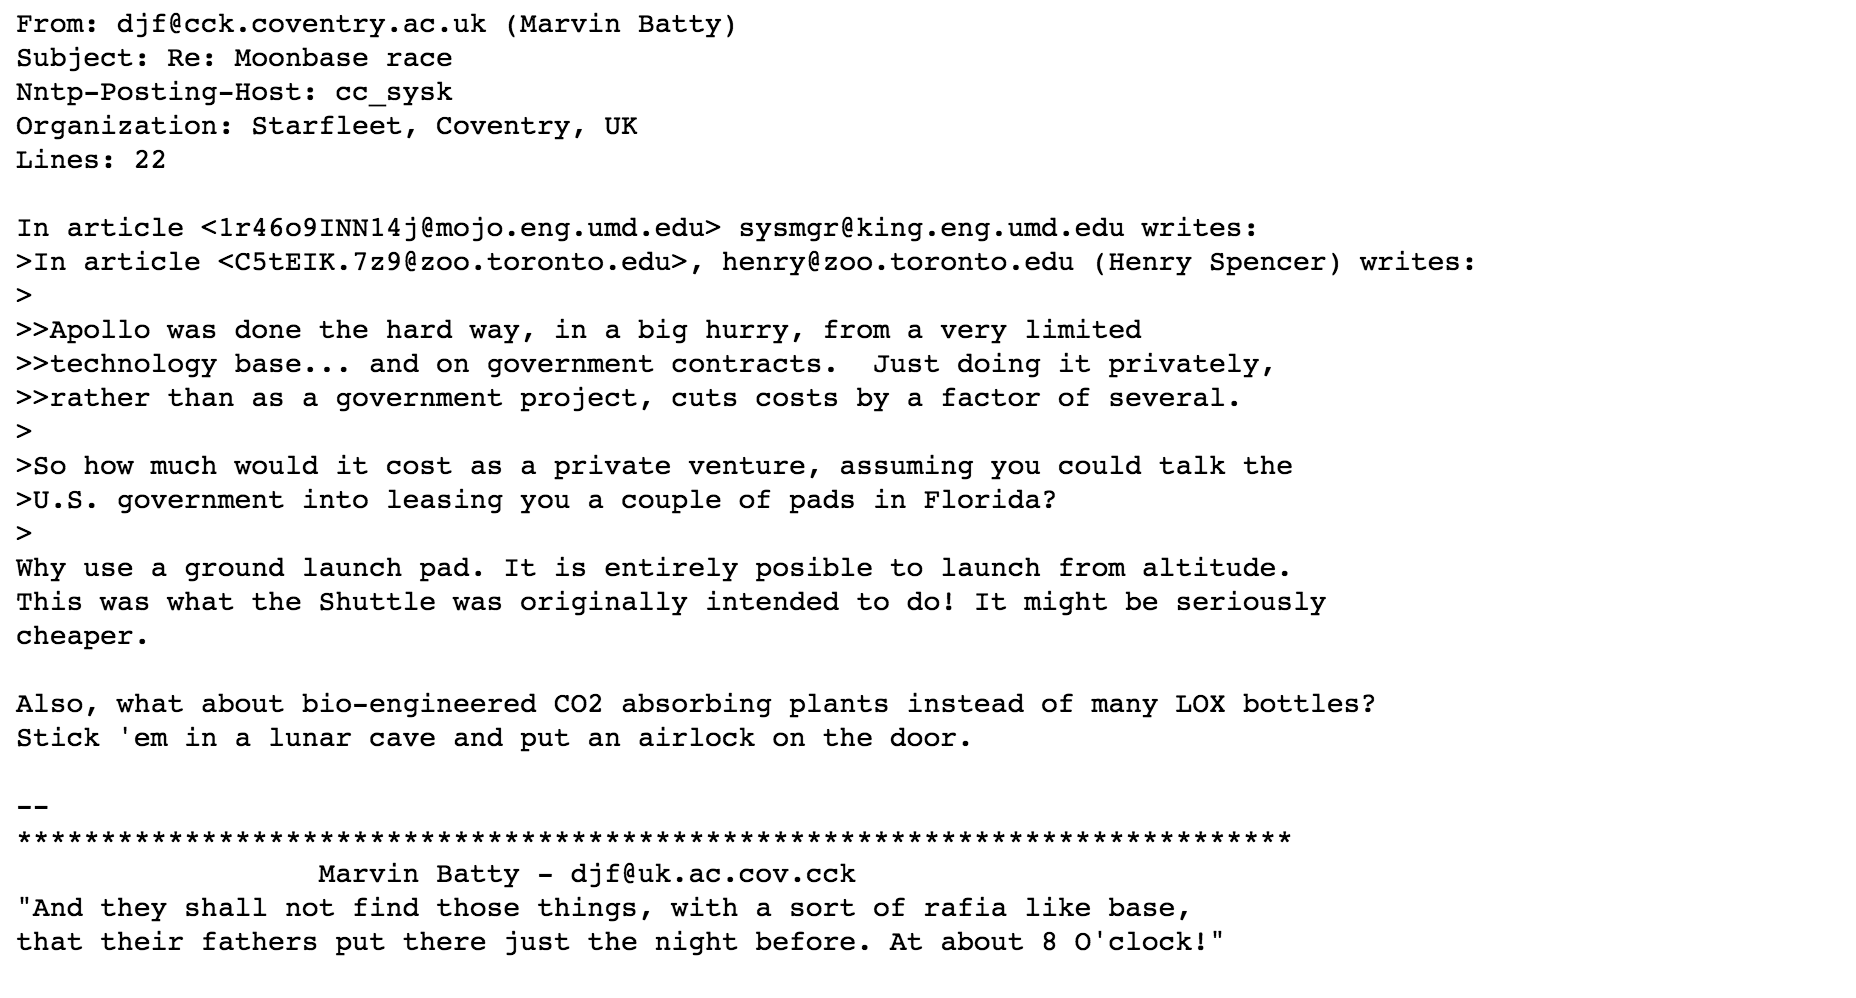 From: djf@cck.coventry.ac.uk (Marvin Batty)
Subject: Re: Moonbase race
Nntp-Posting-Host: cc_sysk
Organization: Starfleet, Coventry, UK
Lines: 22

In article <1r46o9INN14j@mojo.eng.umd.edu> sysmgr@king.eng.umd.edu writes:
>In article <C5tEIK.7z9@zoo.toronto.edu>, henry@zoo.toronto.edu (Henry Spencer) writes:
>
>>Apollo was done the hard way, in a big hurry, from a very limited
>>technology base... and on government contracts.  Just doing it privately,
>>rather than as a government project, cuts costs by a factor of several.
>
>So how much would it cost as a private venture, assuming you could talk the
>U.S. government into leasing you a couple of pads in Florida?
>
Why use a ground launch pad. It is entirely posible to launch from altitude.
This was what the Shuttle was originally intended to do! It might be seriously
cheaper.

Also, what about bio-engineered CO2 absorbing plants instead of many LOX bottles?
Stick 'em in a lunar cave and put an airlock on the door.

--
****************************************************************************
                  Marvin Batty - djf@uk.ac.cov.cck
"And they shall not find those things, with a sort of rafia like base,
that their fathers put there just the night before. At about 8 O'clock!"